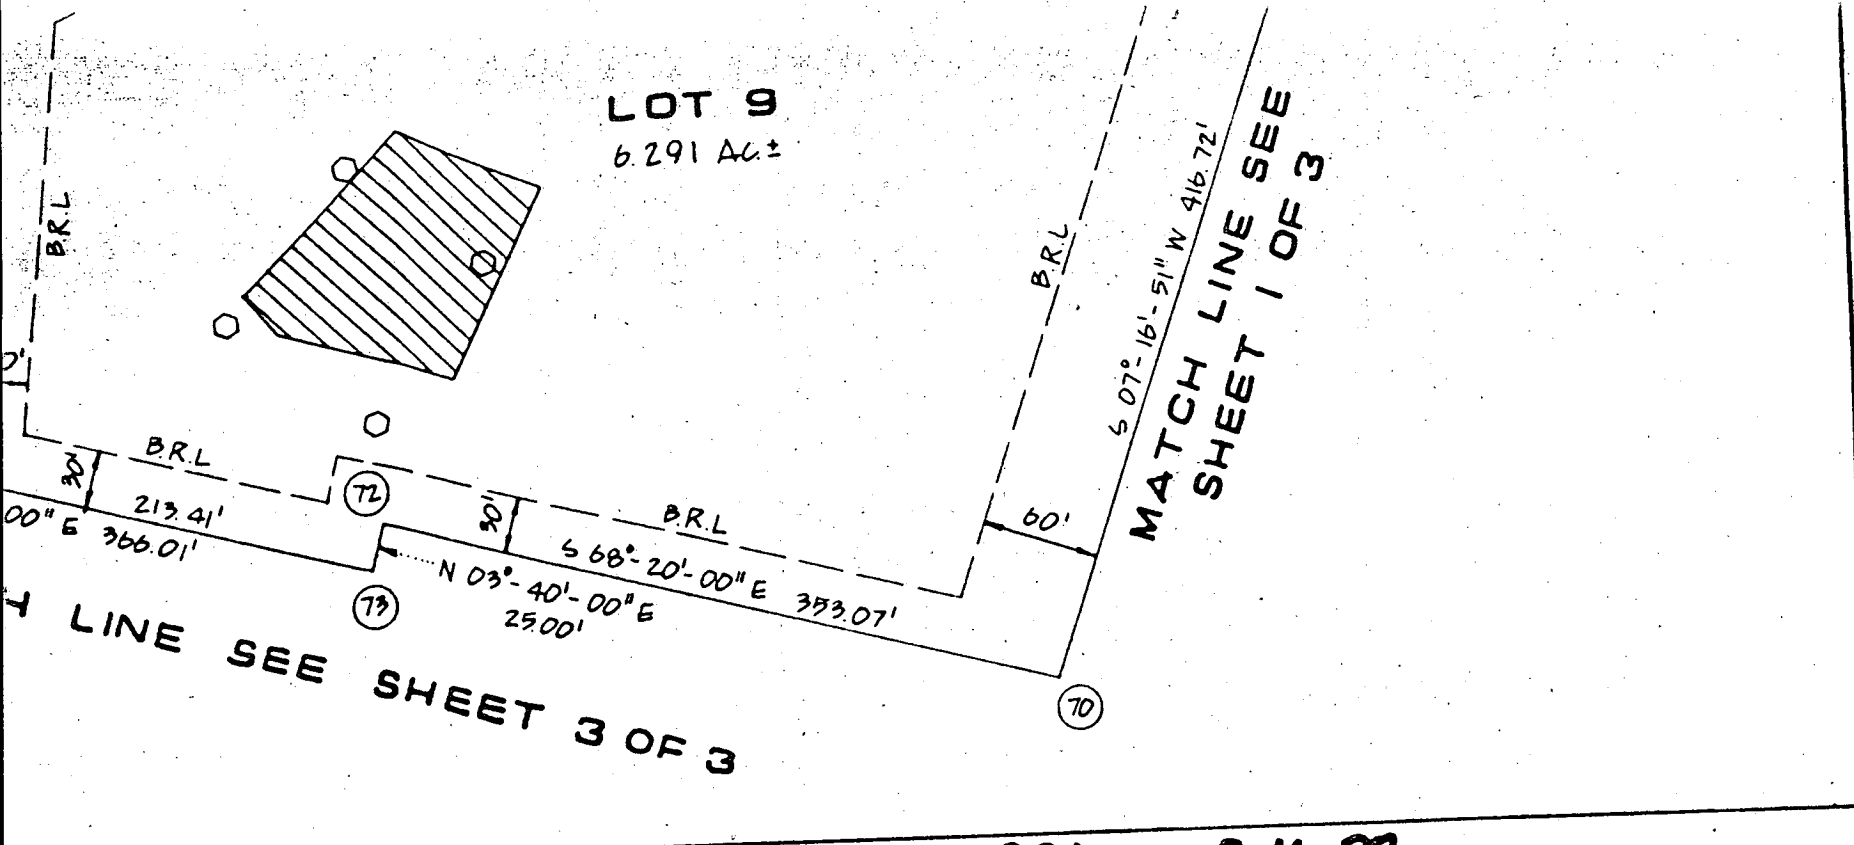 LOT 9
6.291 AC.±
B.R.L
B.R.L
S 07°-16'-51" W 416.72'
MATCH LINE SEE
SHEET 1 OF 3
0'
B.R.L
30'
72
213.41'
00" E 366.01'
30'
B.R.L
60'
S 68°-20'-00" E 353.07'
N 03°-40'-00" E
25.00'
73
70
LINE SEE SHEET 3 OF 3